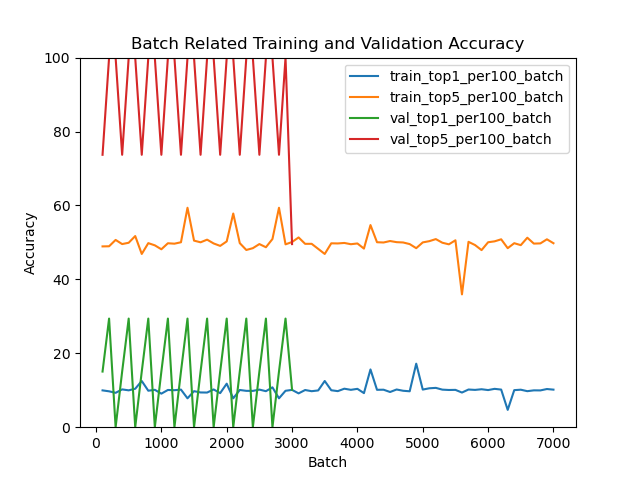 Batch Related Training and Validation Accuracy
train_top1_per100_batch
train_top5_per100_batch
val_top1_per100_batch
val_top5_per100_batch
Accuracy
100
80
60
40
20
0
0 1000 2000 3000 4000 5000 6000 7000
Batch